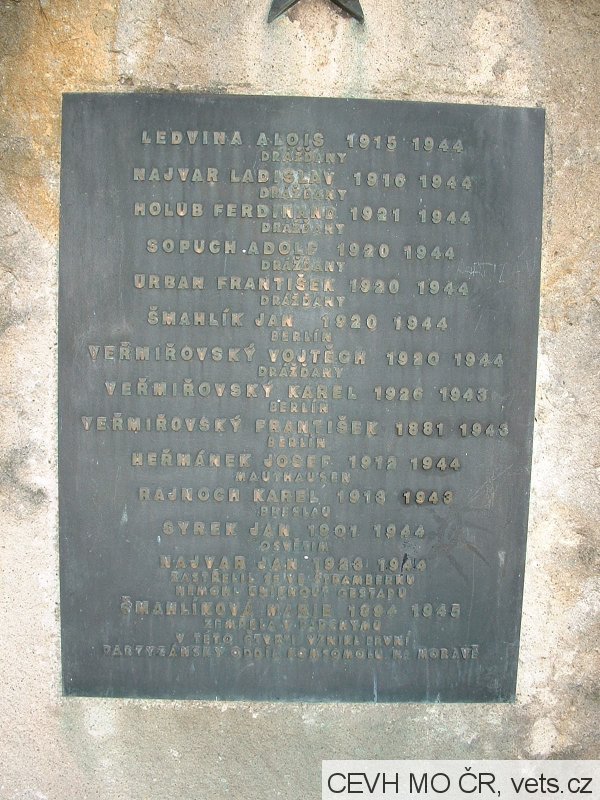 LEDVINA ALOIS 1915 1944
DRÁŽĎANY
NAJVAR LADISLAV 1916 1944
DRÁŽĎANY
HOLUB FERDINAND 1921 1944
DRÁŽĎANY
SOPUCH ADOLF 1920 1944
DRÁŽĎANY
URBAN FRANTIŠEK 1920 1944
DRÁŽĎANY
ŠMAHLÍK JAN 1920 1944
BERLÍN
VEŘMIŘOVSKÝ VOJTĚCH 1920 1944
DRÁŽĎANY
VEŘMIŘOVSKÝ KAREL 1926 1943
BERLÍN
VEŘMIŘOVSKÝ FRANTIŠEK 1881 1943
BERLÍN
HEŘMÁNEK JOSEF 1912 1944
MAUTHAUSEN
RAJNOCH KAREL 1913 1943
BRESLAU
SYREK JAN 1901 1944
OSVĚTIM
NAJVAR JAN 1923 1944
ZASTŘELIL SE VE ŠTRAMBERKU
NEMOHL UNIKNOUT GESTAPU
ŠMAHLÍKOVÁ MARIE 1894 1945
ZEMŘELA V
V TÉTO ČTVRTI VZNIKL PRVNÍ
PARTYZÁNSKÝ ODDÍL KOMSOMOLU N. MORAVĚ
CEVH MO ČR, vets.cz